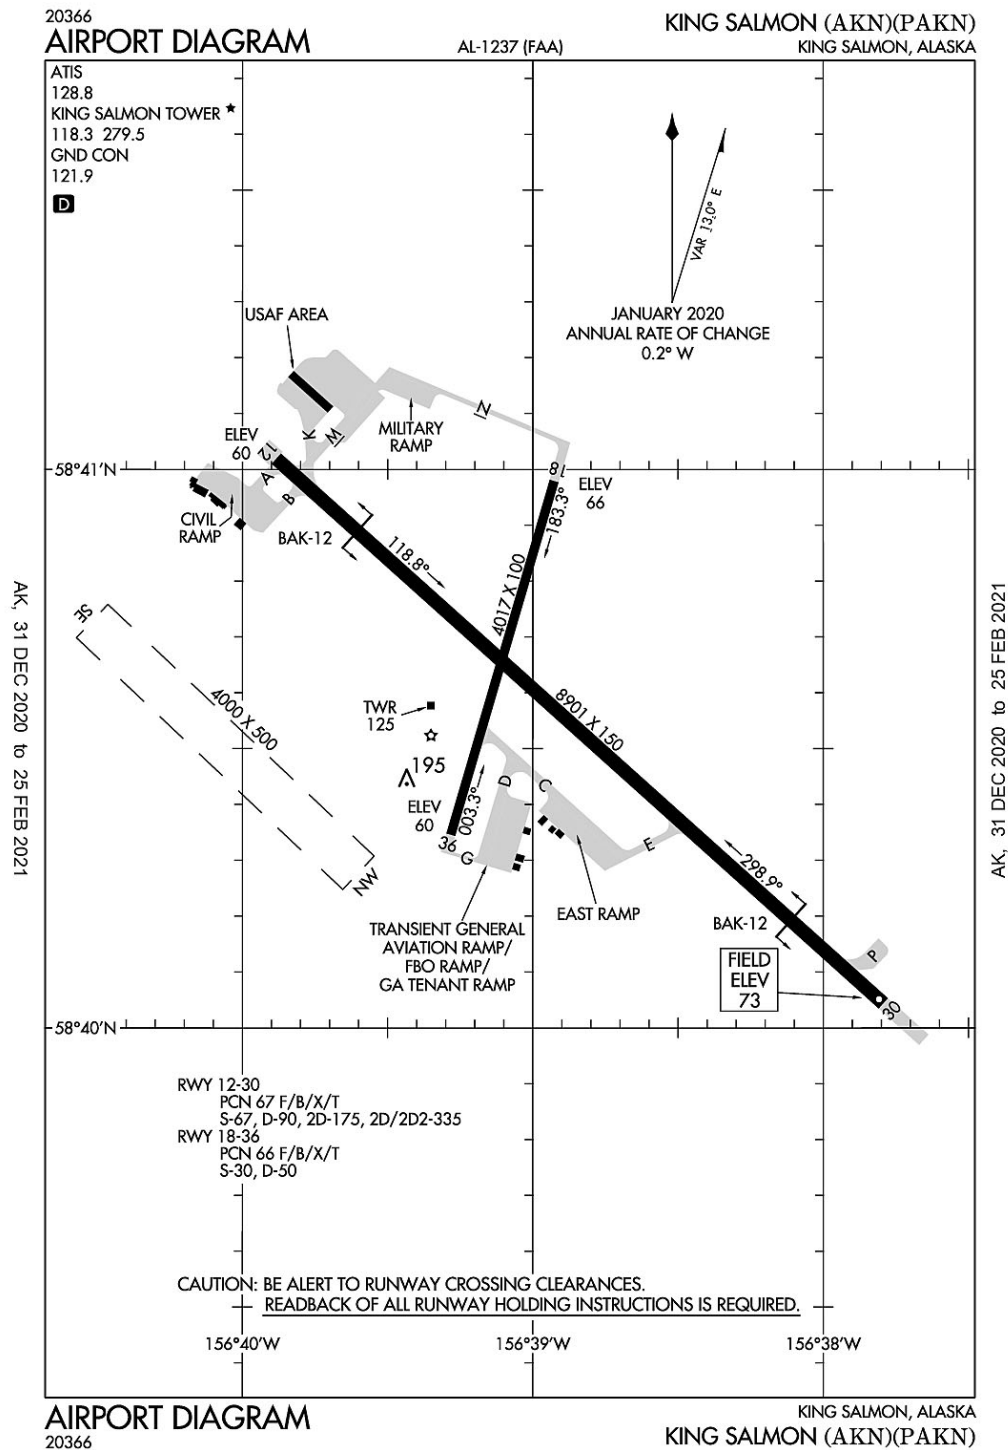 20366
AIRPORT DIAGRAM
AL-1237 (FAA)
KING SALMON (AKN)(PAKN)
KING SALMON, ALASKA
ATIS
128.8
KING SALMON TOWER ★
118.3 279.5
GND CON
121.9
D
VAR 13.0° E
JANUARY 2020
ANNUAL RATE OF CHANGE
0.2° W
USAF AREA
MILITARY
RAMP
IZ
K
W
ELEV
60
12
A
B
58°41'N
CIVIL
RAMP
BAK-12
118.8°
18
ELEV
66
183.3°
4017 X 100
SE
4000 X 500
NW
TWR
125
195
8901 X 150
ELEV
60
003.3°
36
G
D
C
E
298.9°
EAST RAMP
BAK-12
TRANSIENT GENERAL
AVIATION RAMP/
FBO RAMP/
GA TENANT RAMP
FIELD
ELEV
73
P
30
58°40'N
RWY 12-30
PCN 67 F/B/X/T
S-67, D-90, 2D-175, 2D/2D2-335
RWY 18-36
PCN 66 F/B/X/T
S-30, D-50
CAUTION: BE ALERT TO RUNWAY CROSSING CLEARANCES.
READBACK OF ALL RUNWAY HOLDING INSTRUCTIONS IS REQUIRED.
156°40'W
156°39'W
156°38'W
AK, 31 DEC 2020 to 25 FEB 2021
AK, 31 DEC 2020 to 25 FEB 2021
AIRPORT DIAGRAM
20366
KING SALMON, ALASKA
KING SALMON (AKN)(PAKN)